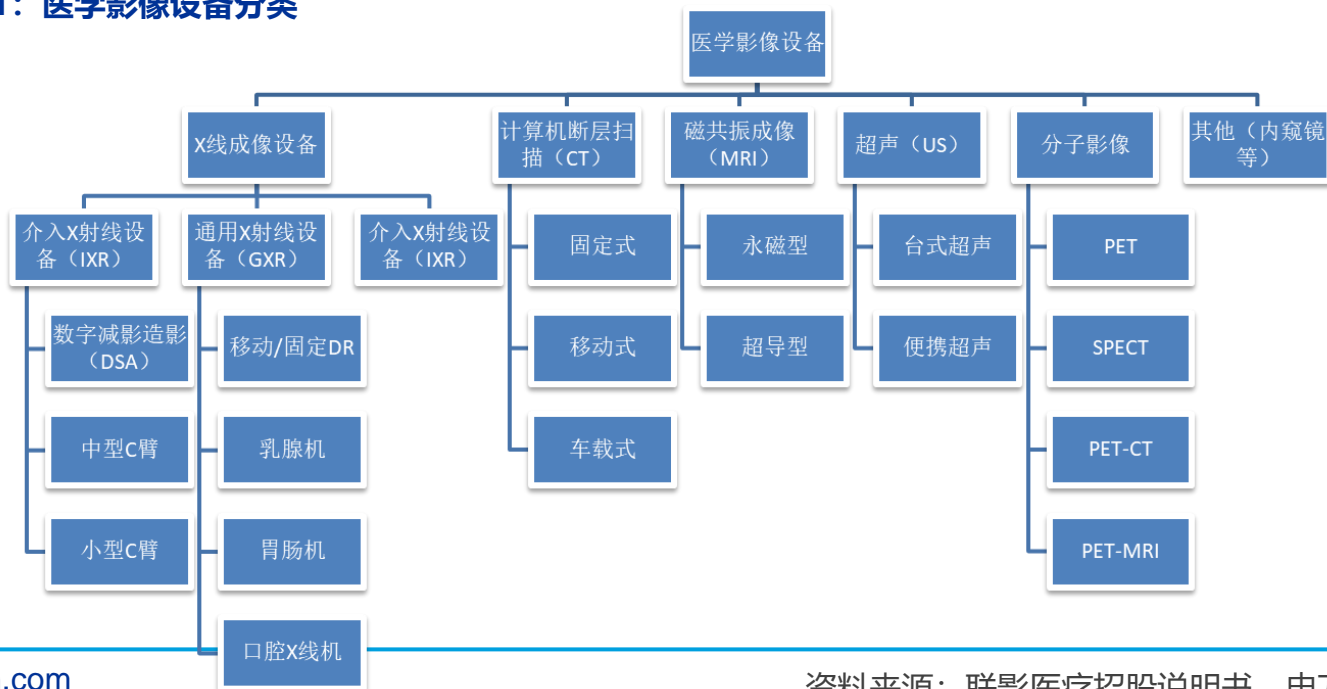 1：医学影像设备分类
医学影像设备
X线成像设备
计算机断层扫
描（CT）
磁共振成像
（MRI）
超声（US）
分子影像
其他（内窥镜
等）
介入X射线设
备（IXR）
通用X射线设
备（GXR）
介入X射线设
备（IXR）
固定式
永磁型
台式超声
PET
数字减影造影
（DSA）
移动/固定DR
移动式
超导型
便携超声
SPECT
中型C臂
乳腺机
车载式
PET-CT
小型C臂
胃肠机
PET-MRI
口腔X线机
.com
资料来源：联影医疗招股说明书，中